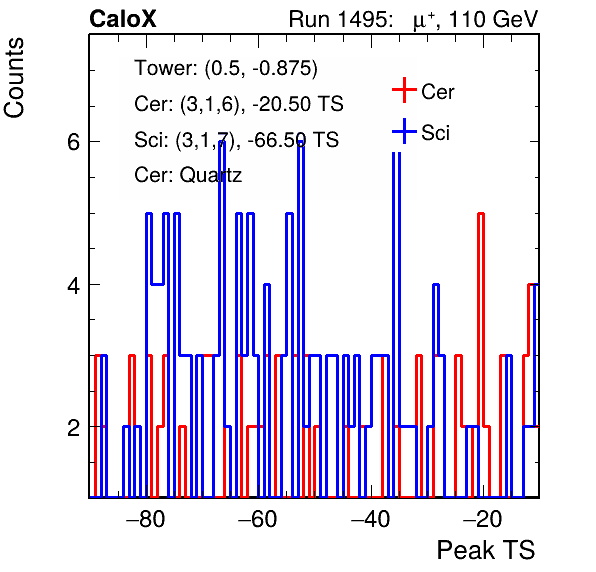 CaloX
Run 1495: μ⁺, 110 GeV
Counts
Tower: (0.5, -0.875)
Cer: (3,1,6), -20.50 TS
Sci: (3,1,7), -66.50 TS
Cer: Quartz
Cer
Sci
6
4
2
−80 −60 −40 −20
Peak TS